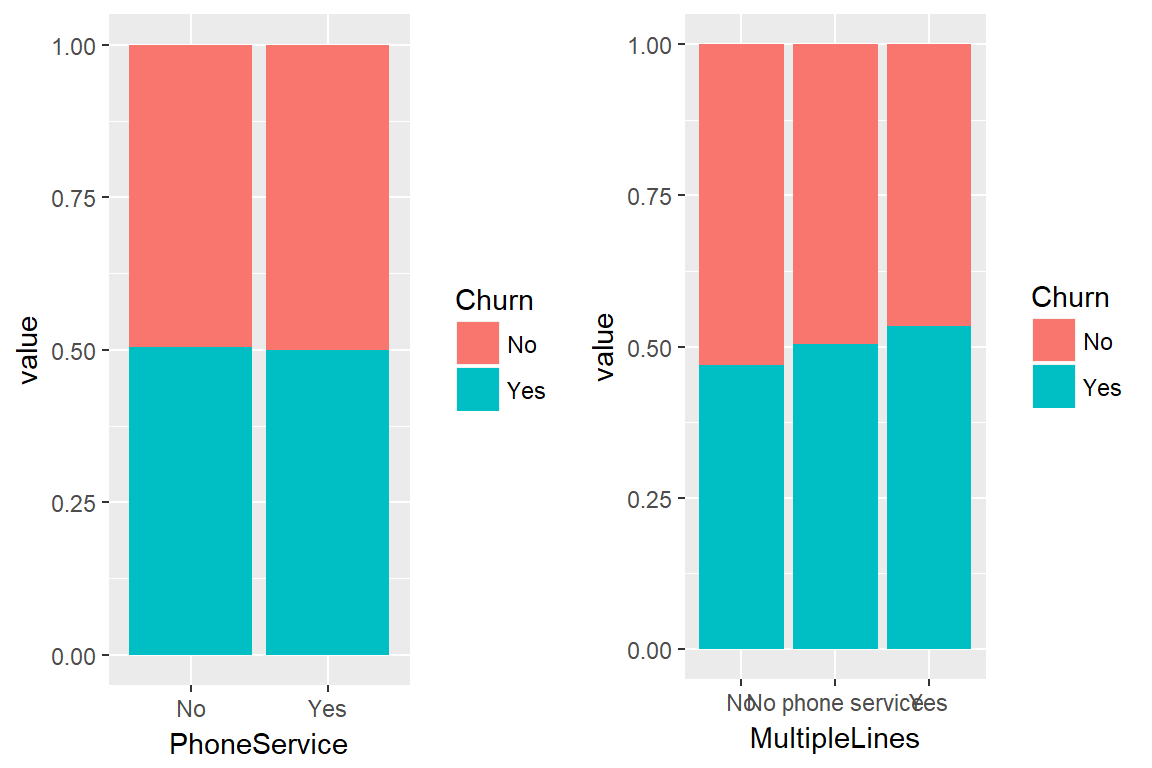 1.00
0.75
0.50
0.25
0.00
value
No
Yes
PhoneService
Churn
No
Yes
1.00
0.75
0.50
0.25
0.00
value
No
No phone service
Yes
MultipleLines
Churn
No
Yes